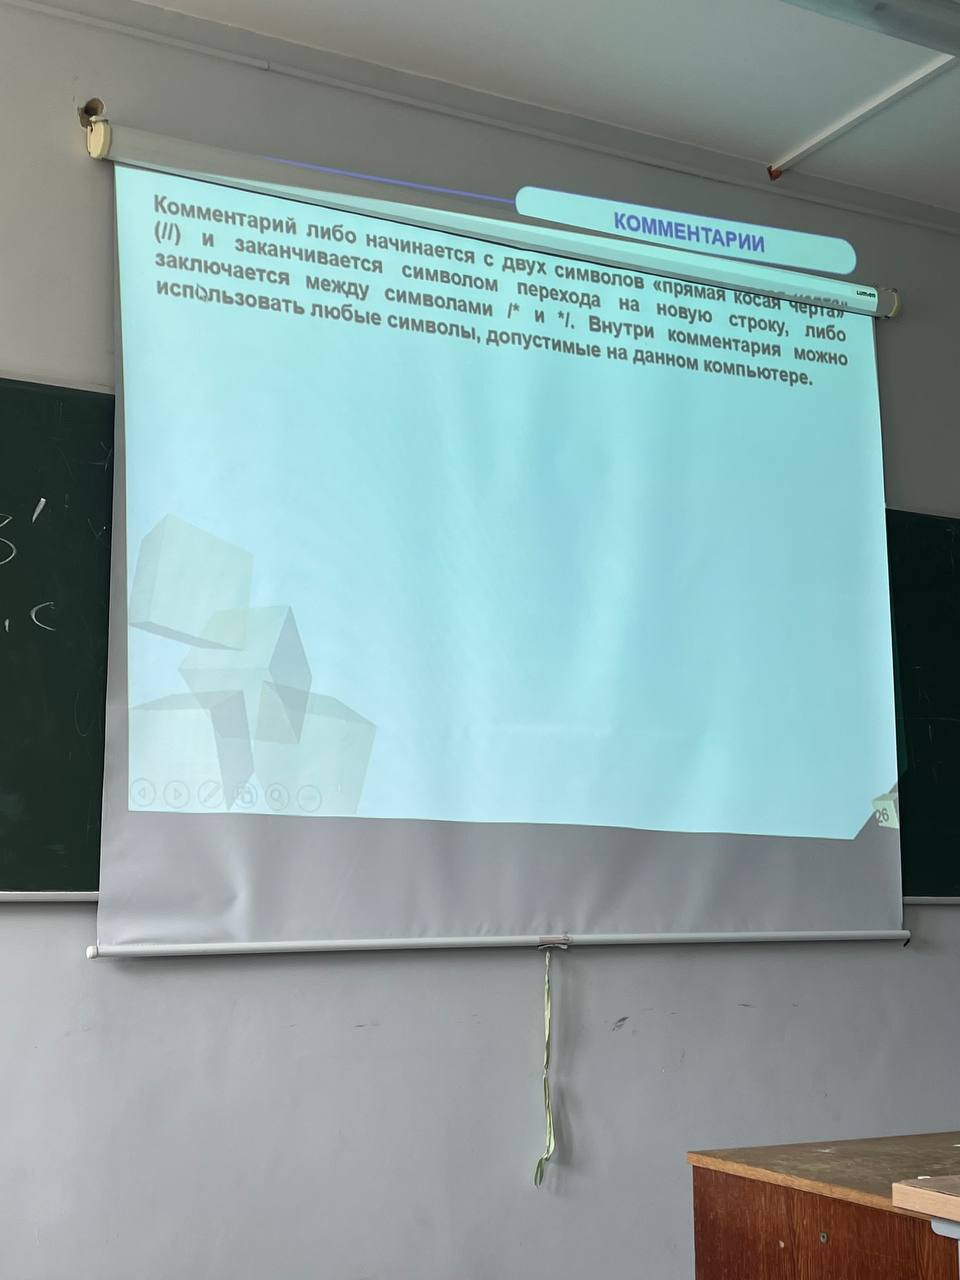 КОММЕНТАРИИ
Комментарий либо начинается с двух символов «прямая косая черта»
(//) и заканчивается символом перехода на новую строку, либо
заключается между символами /* и */. Внутри комментария можно
использовать любые символы, допустимые на данном компьютере.
LUMIEN
26